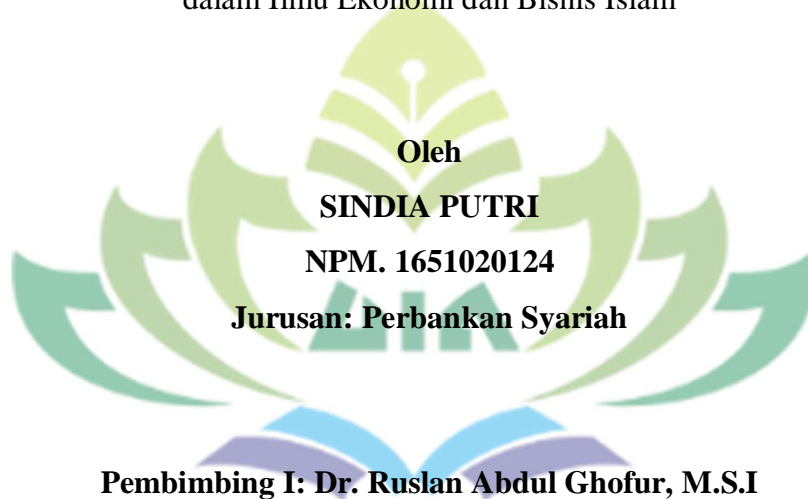 dalam Ilmu Ekonomi dan Bisnis Islam
Oleh
SINDIA PUTRI
NPM. 1651020124
Jurusan: Perbankan Syariah
Pembimbing I: Dr. Ruslan Abdul Ghofur, M.S.I